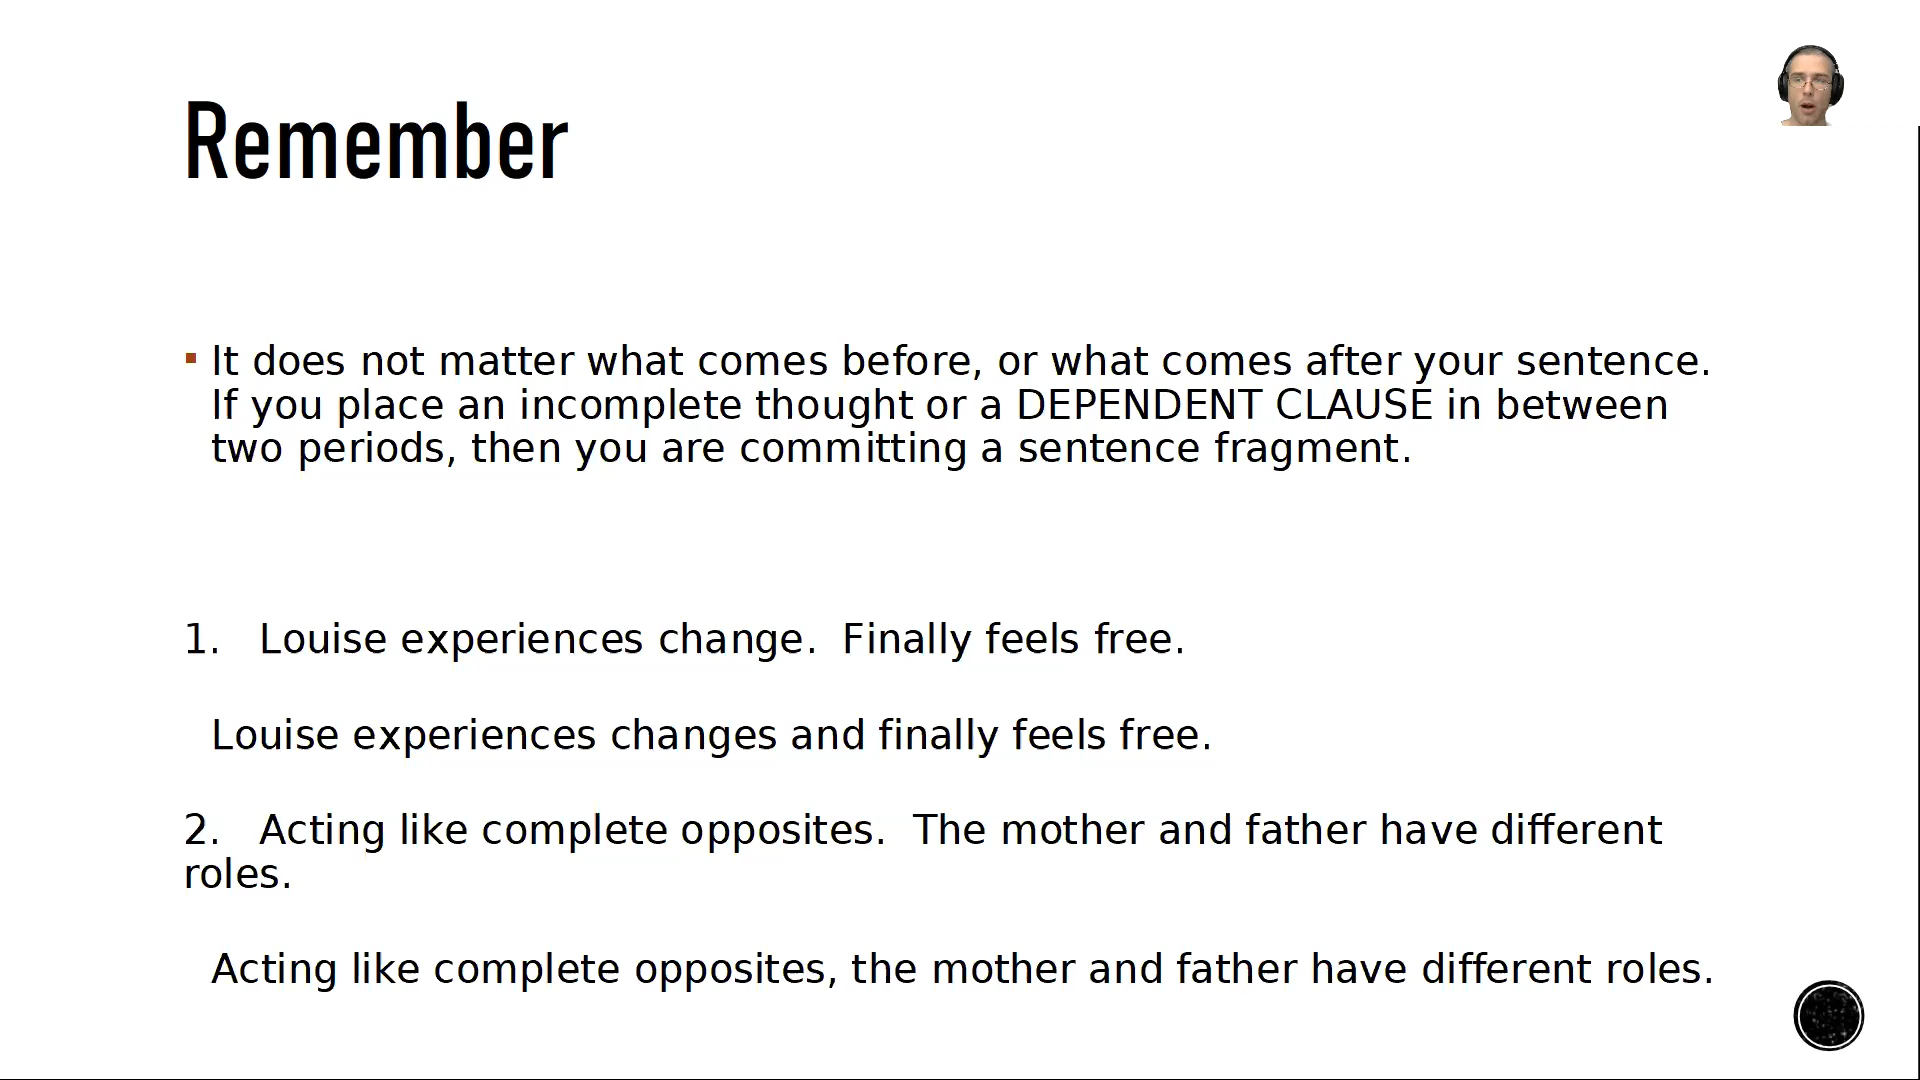 Remember
It does not matter what comes before, or what comes after your sentence.
If you place an incomplete thought or a DEPENDENT CLAUSE in between
two periods, then you are committing a sentence fragment.
1. Louise experiences change. Finally feels free.
Louise experiences changes and finally feels free.
2. Acting like complete opposites. The mother and father have different
roles.
Acting like complete opposites, the mother and father have different roles.